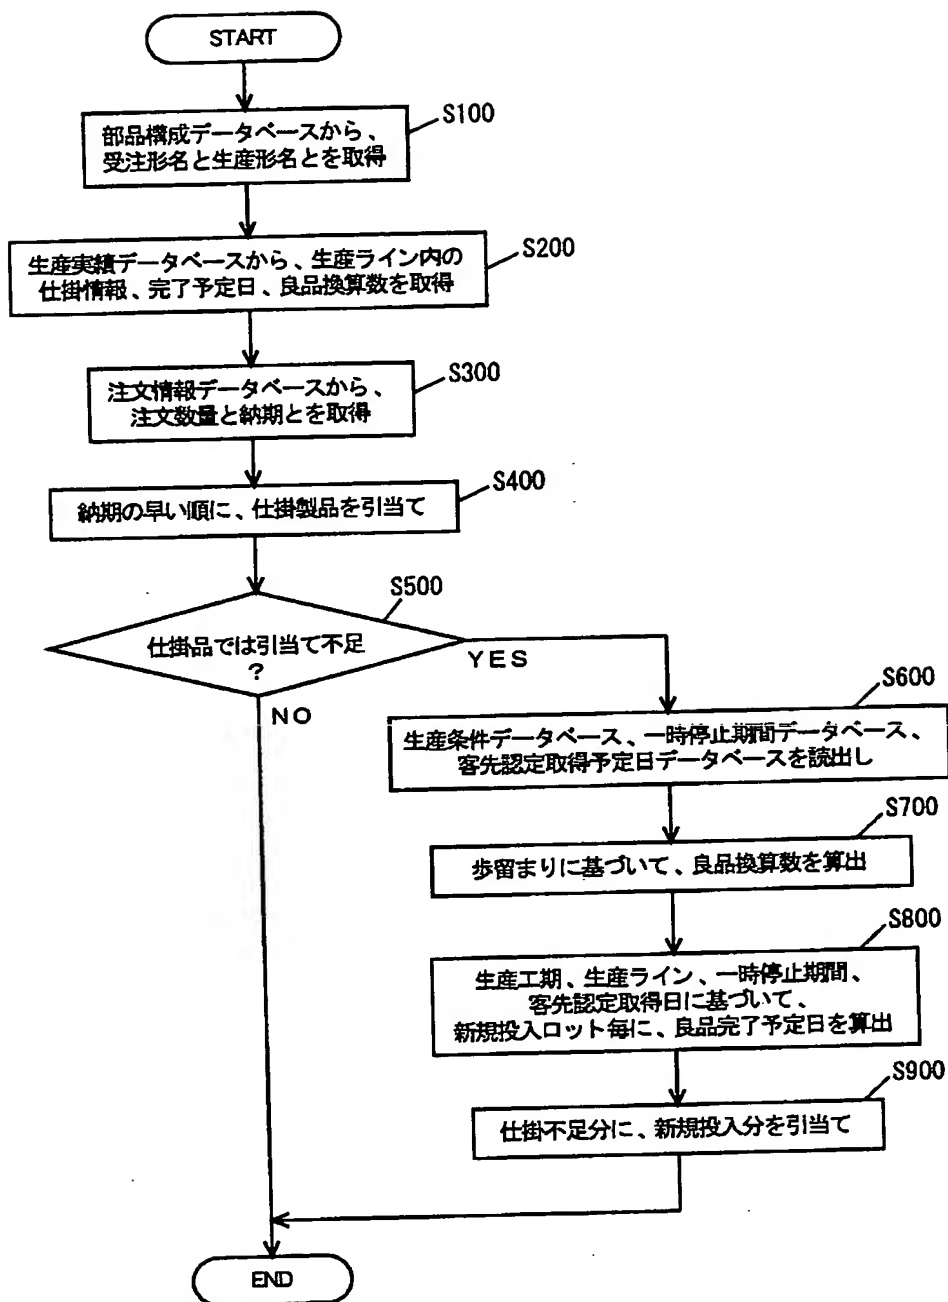 START
S100
部品構成データベースから、
受注形名と生産形名とを取得
S200
生産実績データベースから、生産ライン内の
仕掛情報、完了予定日、良品換算数を取得
S300
注文情報データベースから、
注文数量と納期とを取得
S400
納期の早い順に、仕掛製品を引当て
S500
仕掛品では引当て不足
?
YES
NO
S600
生産条件データベース、一時停止期間データベース、
客先認定取得予定日データベースを読出し
S700
歩留まりに基づいて、良品換算数を算出
S800
生産工期、生産ライン、一時停止期間、
客先認定取得日に基づいて、
新規投入ロット毎に、良品完了予定日を算出
S900
仕掛不足分に、新規投入分を引当て
END